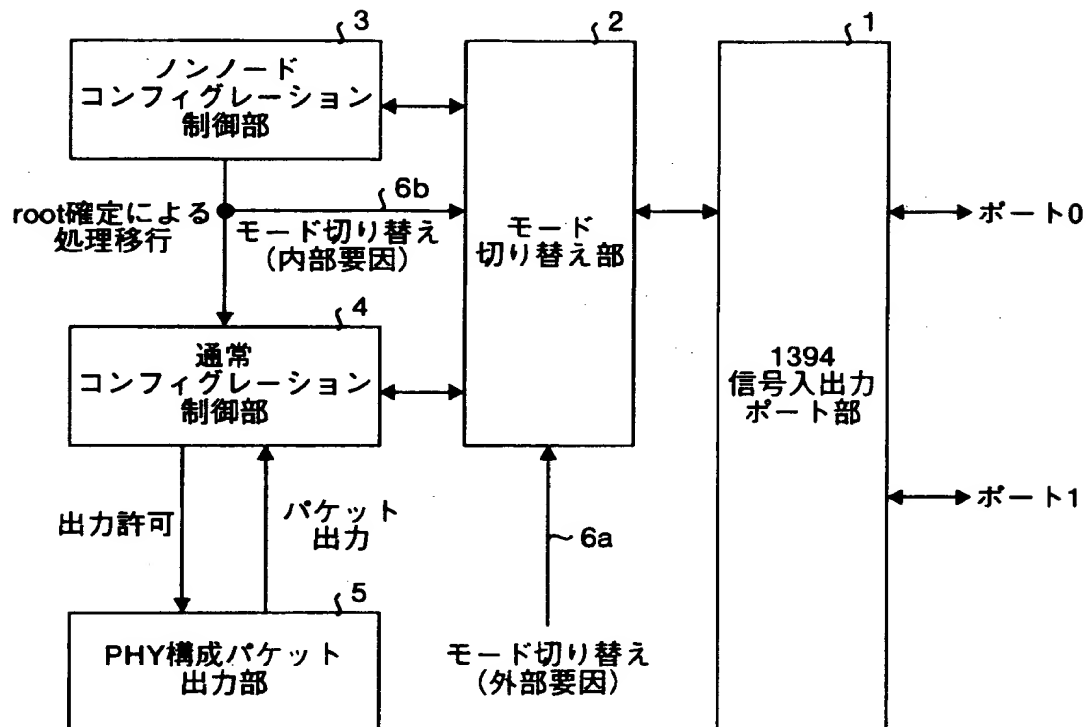 3
ノンノード
コンフィグレーション
制御部
2
モード
切り替え部
1
1394
信号入出力
ポート部
ポート0
ポート1
root確定による
処理移行
6b
モード切り替え
（内部要因）
4
通常
コンフィグレーション
制御部
出力許可
パケット
出力
6a
モード切り替え
（外部要因）
5
PHY構成パケット
出力部